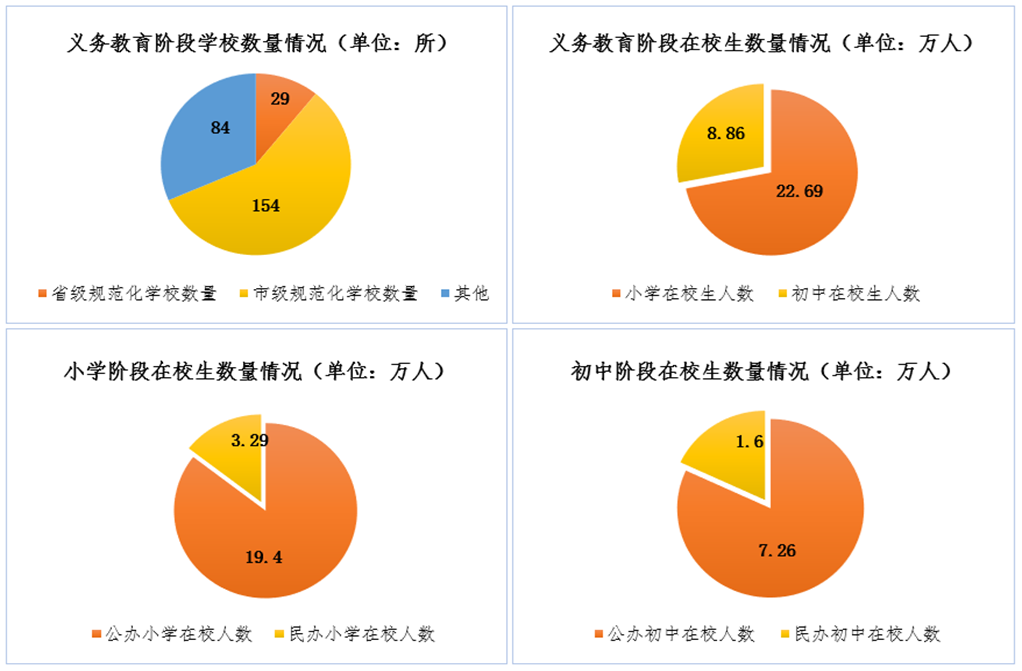 义务教育阶段学校数量情况（单位：所）
29
84
154
省级规范化学校数量 市级规范化学校数量 其他
义务教育阶段在校生数量情况（单位：万人）
8.86
22.69
小学在校生人数 初中在校生人数
小学阶段在校生数量情况（单位：万人）
3.29
19.4
公办小学在校人数 民办小学在校人数
初中阶段在校生数量情况（单位：万人）
1.6
7.26
公办初中在校人数 民办初中在校人数